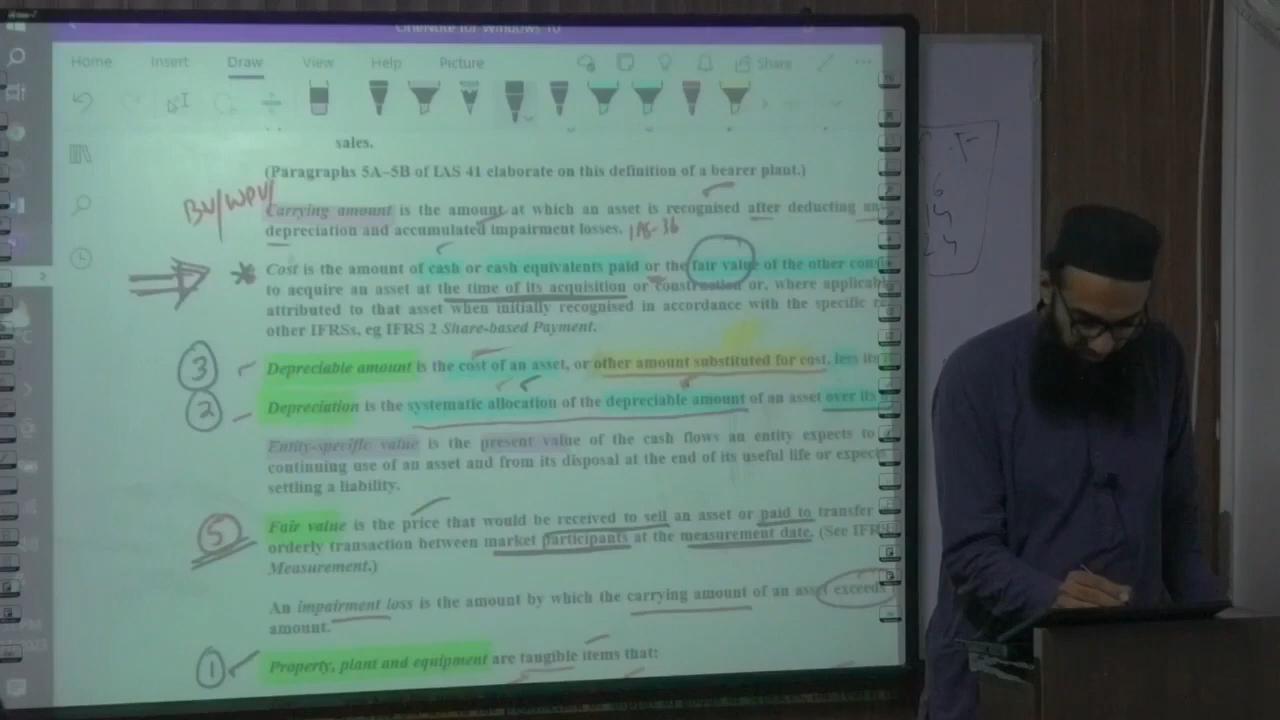 OneNote for Windows 10
Home Insert Draw View Help Picture Share
sales.
(Paragraphs 5A–5B of IAS 41 elaborate on this definition of a bearer plant.)
BV/WDV/
Carrying amount is the amount at which an asset is recognised after deducting
depreciation and accumulated impairment losses. IAS-36
* Cost is the amount of cash or cash equivalents paid or the fair value of the other
to acquire an asset at the time of its acquisition or construction or, where
attributed to that asset when initially recognised in accordance with the specific
other IFRSs, eg IFRS 2 Share-based Payment.
3 Depreciable amount is the cost of an asset, or other amount substituted for cost, less its
2 Depreciation is the systematic allocation of the depreciable amount of an asset over its
Entity-specific value is the present value of the cash flows an entity expects to
continuing use of an asset and from its disposal at the end of its useful life or
settling a liability.
5 Fair value is the price that would be received to sell an asset or paid to transfer
orderly transaction between market participants at the measurement date. (See
Measurement.)
An impairment loss is the amount by which the carrying amount of an asset exceeds
amount.
1 Property, plant and equipment are tangible items that: